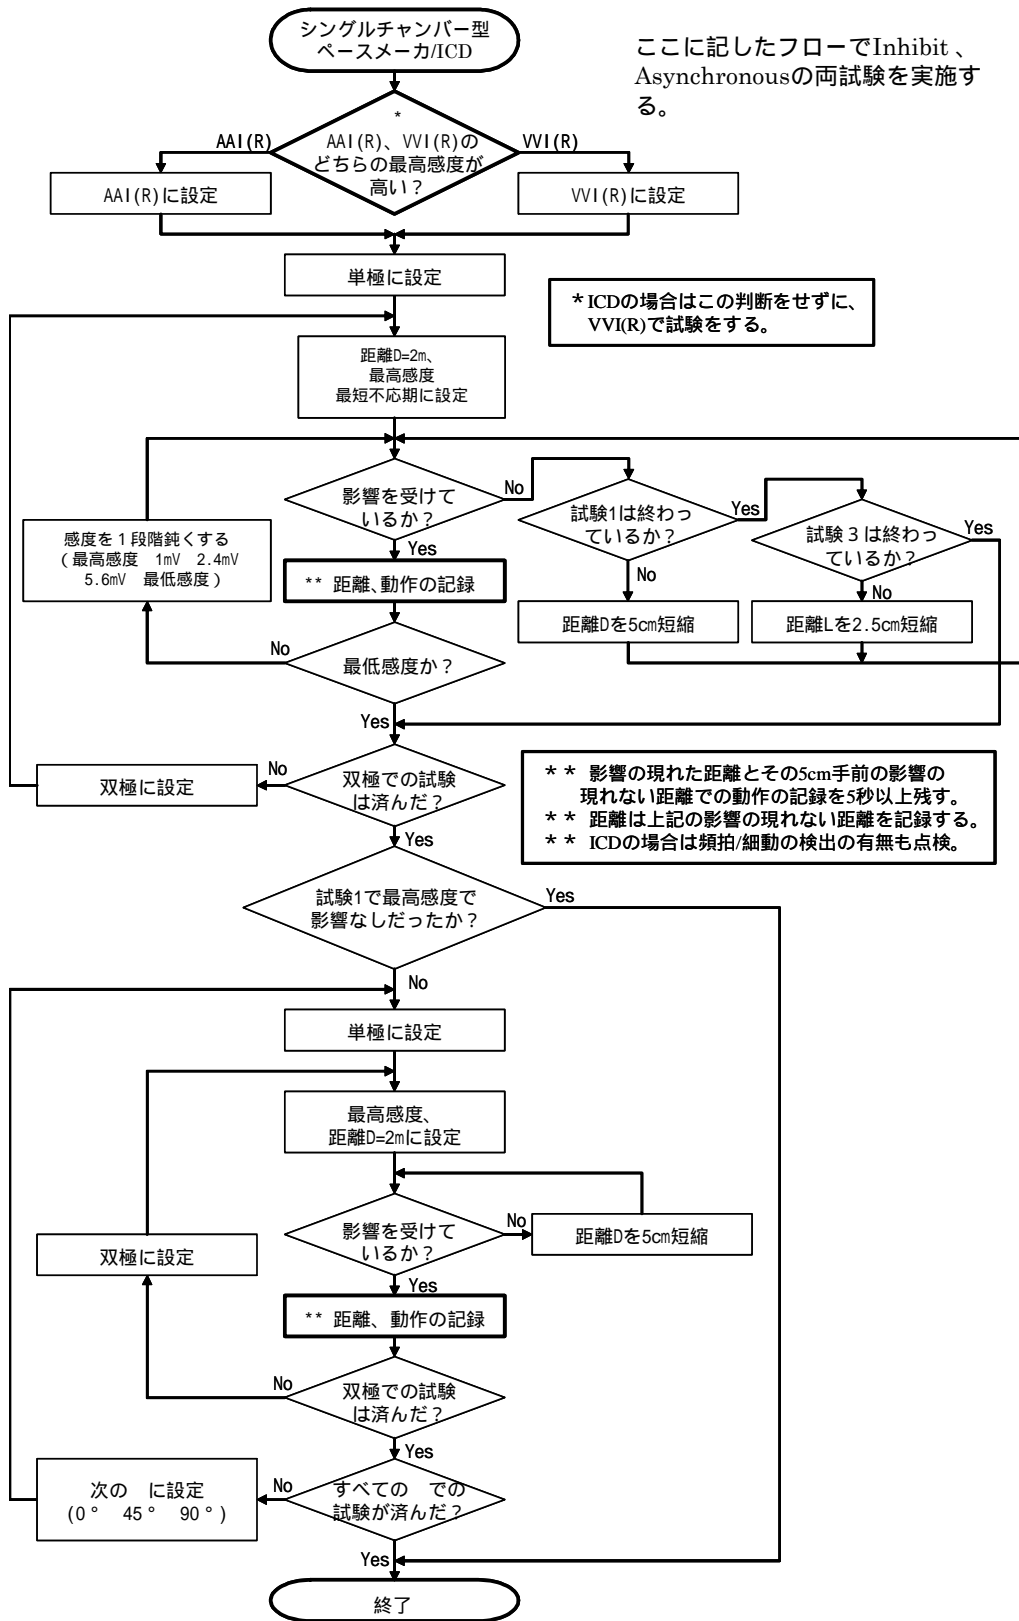 シングルチャンバー型
ペースメーカ/ICD
ここに記したフローでInhibit 、
Asynchronousの両試験を実施す
る。
*
AAI(R)、VVI(R)の
どちらの最高感度が
高い？
AAI(R)
VVI(R)
AAI(R)に設定
VVI(R)に設定
単極に設定
* ICDの場合はこの判断をせずに、
VVI(R)で試験をする。
距離D=2m、
最高感度
最短不応期に設定
影響を受けて
いるか？
No
試験1は終わっ
ているか？
Yes
試験３は終わっ
ているか？
Yes
感度を１段階鈍くする
（最高感度 1mV 2.4mV
5.6mV 最低感度）
Yes
No
No
** 距離、動作の記録
距離Dを5cm短縮
距離Lを2.5cm短縮
No
最低感度か？
Yes
双極に設定
No
双極での試験
は済んだ？
＊＊ 影響の現れた距離とその5cm手前の影響の
現れない距離での動作の記録を5秒以上残す。
＊＊ 距離は上記の影響の現れない距離を記録する。
＊＊ ICDの場合は頻拍/細動の検出の有無も点検。
Yes
試験1で最高感度で
影響なしだったか？
Yes
No
単極に設定
最高感度、
距離D=2mに設定
影響を受けて
いるか？
No
距離Dを5cm短縮
双極に設定
Yes
** 距離、動作の記録
No
双極での試験
は済んだ？
Yes
次の　に設定
(0°　45°　90°)
No
すべての　での
試験が済んだ？
Yes
終了